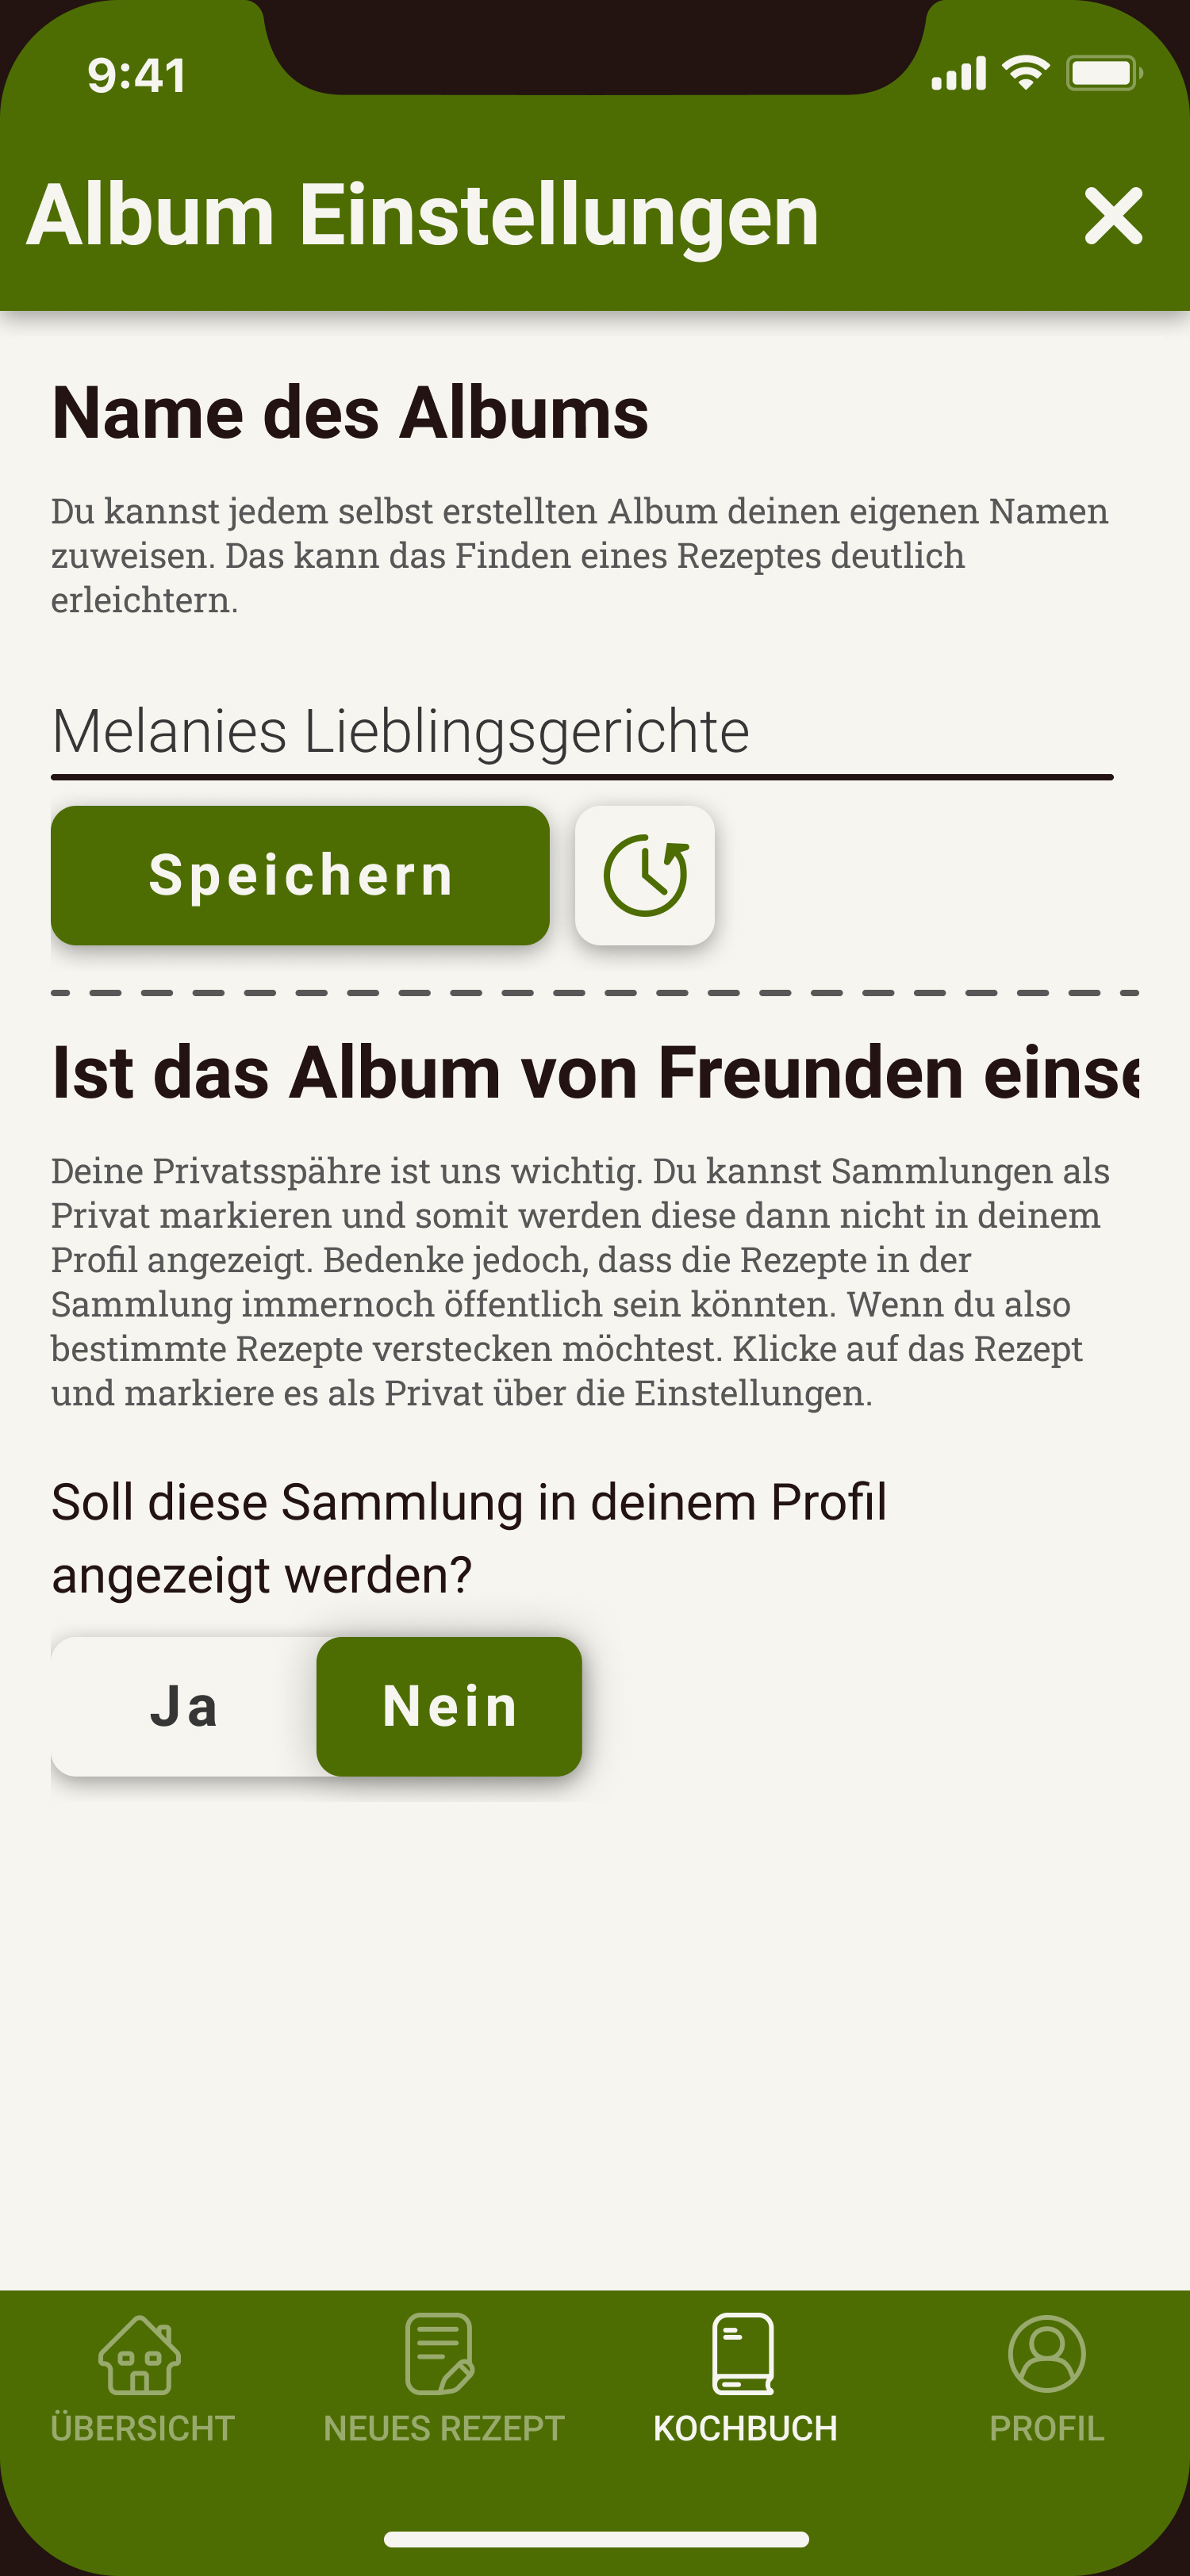 9:41
Album Einstellungen
Name des Albums
Du kannst jedem selbst erstellten Album deinen eigenen Namen
zuweisen. Das kann das Finden eines Rezeptes deutlich
erleichtern.
Melanies Lieblingsgerichte
Speichern
Ist das Album von Freunden einse
Deine Privatsspähre ist uns wichtig. Du kannst Sammlungen als
Privat markieren und somit werden diese dann nicht in deinem
Profil angezeigt. Bedenke jedoch, dass die Rezepte in der
Sammlung immernoch öffentlich sein könnten. Wenn du also
bestimmte Rezepte verstecken möchtest. Klicke auf das Rezept
und markiere es als Privat über die Einstellungen.
Soll diese Sammlung in deinem Profil
angezeigt werden?
Ja Nein
ÜBERSICHT NEUES REZEPT KOCHBUCH PROFIL